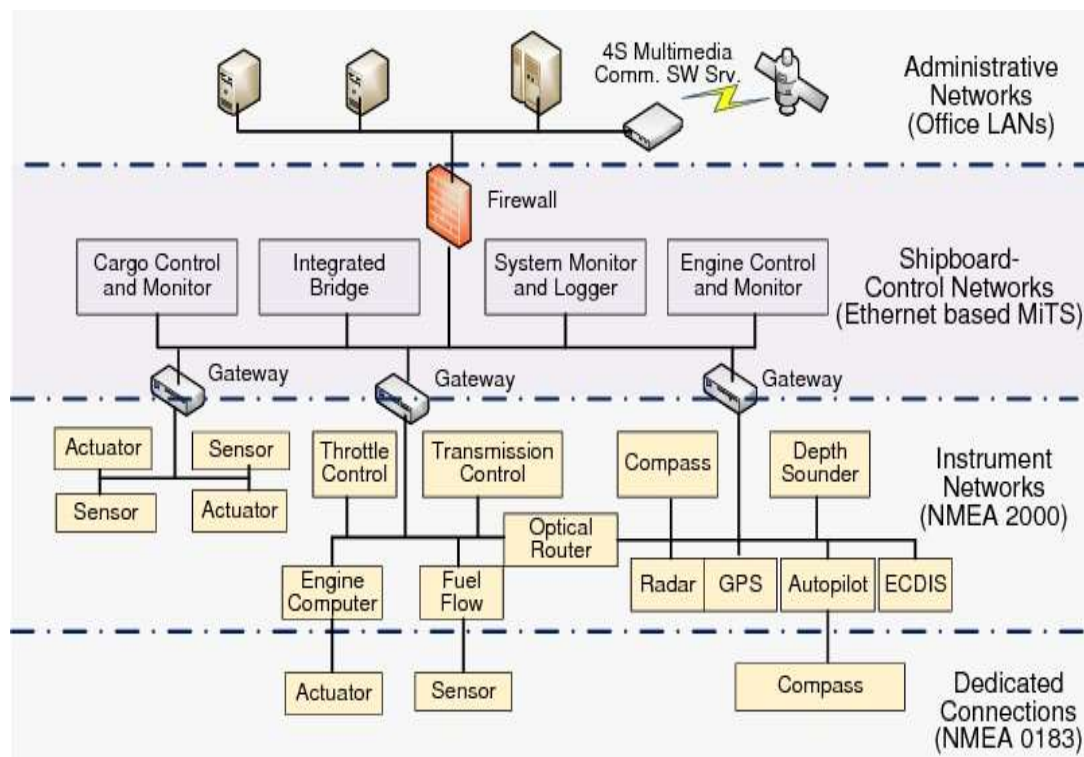 4S Multimedia
Comm. SW Srv.
Administrative
Networks
(Office LANs)
Firewall
Cargo Control
and Monitor
Integrated
Bridge
System Monitor
and Logger
Engine Control
and Monitor
Shipboard-
Control Networks
(Ethernet based MiTS)
Gateway
Gateway
Gateway
Actuator
Sensor
Sensor
Actuator
Throttle
Control
Transmission
Control
Compass
Depth
Sounder
Instrument
Networks
(NMEA 2000)
Optical
Router
Engine
Computer
Fuel
Flow
Radar
GPS
Autopilot
ECDIS
Actuator
Sensor
Compass
Dedicated
Connections
(NMEA 0183)